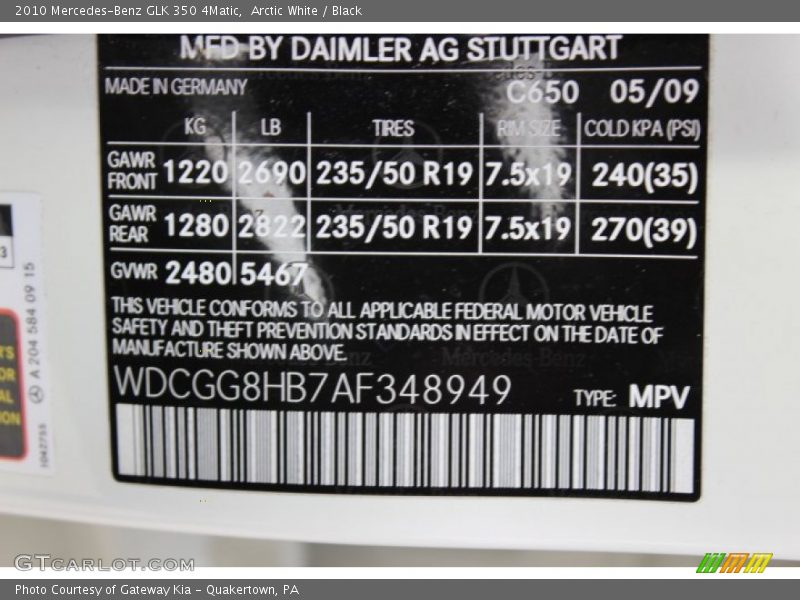 2010 Mercedes-Benz GLK 350 4Matic,  Arctic White / Black
MFD BY DAIMLER AG STUTTGART
MADE IN GERMANY C650 05/09
KG LB TIRES RIM SIZE COLD KPA (PSI)
GAWR FRONT 1220 2690 235/50 R19 7.5x19 240(35)
GAWR REAR 1280 2822 235/50 R19 7.5x19 270(39)
GVWR 2480 5467
THIS VEHICLE CONFORMS TO ALL APPLICABLE FEDERAL MOTOR VEHICLE
SAFETY AND THEFT PREVENTION STANDARDS IN EFFECT ON THE DATE OF
MANUFACTURE SHOWN ABOVE.
WDCGG8HB7AF348949 TYPE: MPV
A 204 584 09 15
GTCARLOT.COM
Photo Courtesy of Gateway Kia - Quakertown, PA